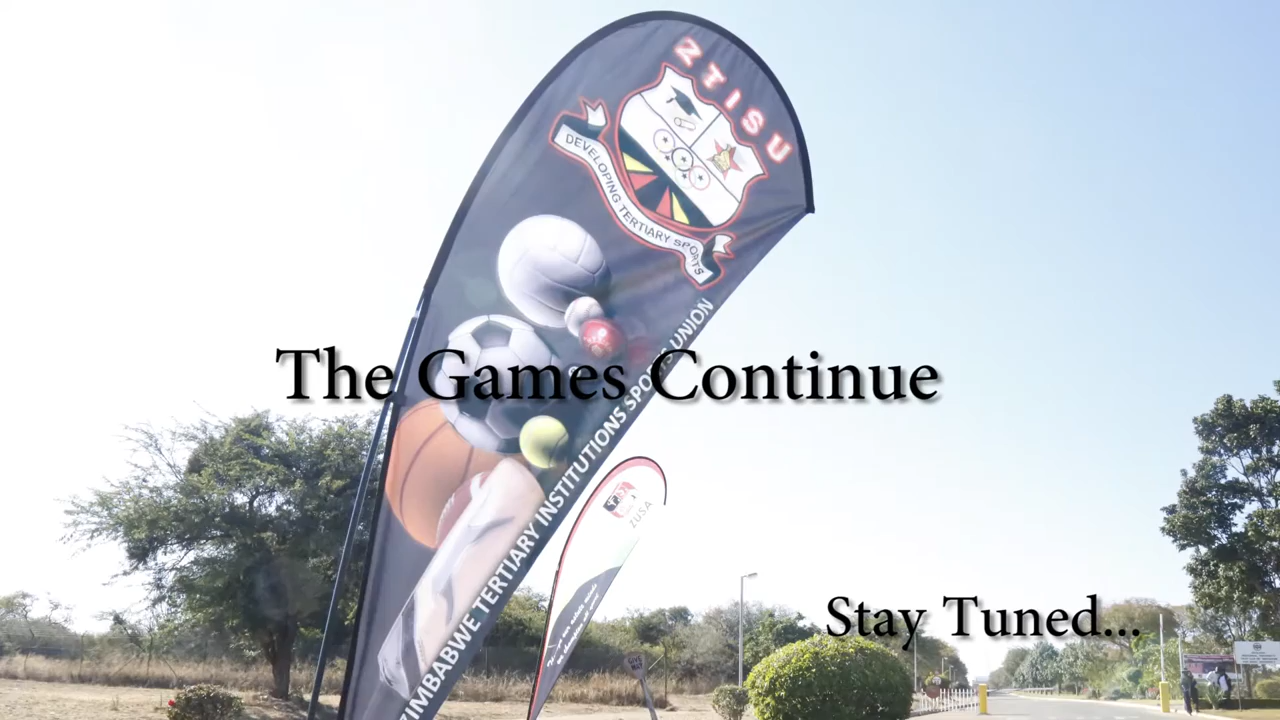 ZTISU
DEVELOPING TERTIARY SPORTS
ZIMBABWE TERTIARY INSTITUTIONS SPORTS UNION
The Games Continue
ZUSA
Stay Tuned...